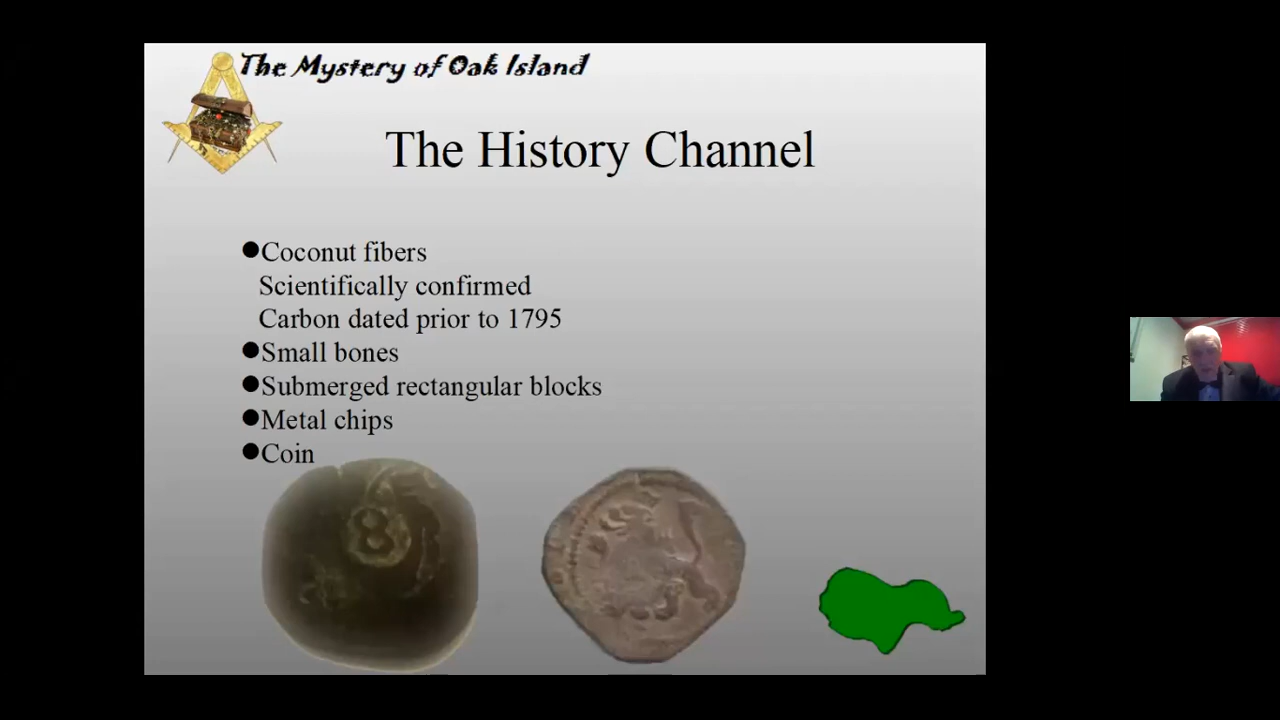 The Mystery of Oak Island
The History Channel
●Coconut fibers
Scientifically confirmed
Carbon dated prior to 1795
●Small bones
●Submerged rectangular blocks
●Metal chips
●Coin
8